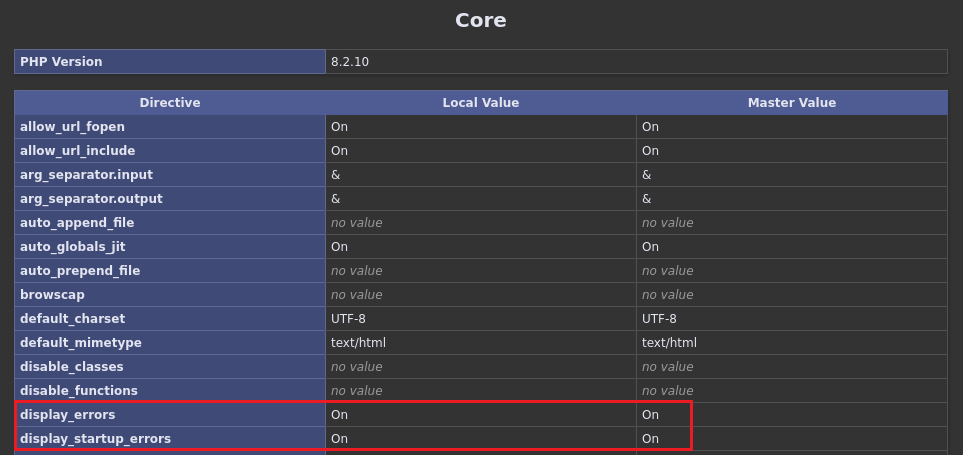 Core
PHP Version 8.2.10
Directive Local Value Master Value
allow_url_fopen On On
allow_url_include On On
arg_separator.input & &
arg_separator.output & &
auto_append_file no value no value
auto_globals_jit On On
auto_prepend_file no value no value
browscap no value no value
default_charset UTF-8 UTF-8
default_mimetype text/html text/html
disable_classes no value no value
disable_functions no value no value
display_errors On On
display_startup_errors On On